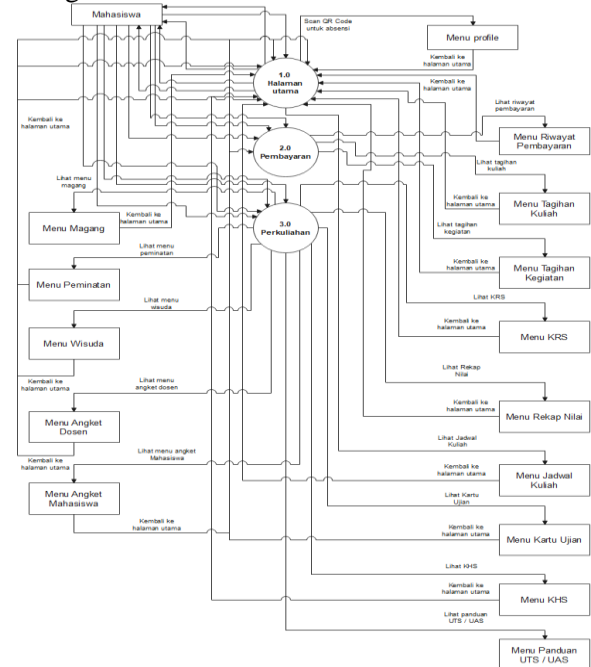 Mahasiswa
Scan QR Code
untuk absensi
Menu profile
1.0
Halaman
utama
Kembali ke
halaman utama
Kembali ke
halaman utama
Lihat riwayat
pembayaran
Menu Riwayat
Pembayaran
Kembali ke
halaman utama
2.0
Pembayaran
Lihat tagihan
kuliah
Lihat menu
magang
Kembali ke
halaman utama
Menu Tagihan
Kuliah
Menu Magang
Kembali ke
halaman utama
3.0
Perkuliahan
Lihat tagihan
kegiatan
Lihat menu
peminatan
Kembali ke
halaman utama
Menu Tagihan
Kegiatan
Menu Peminatan
Lihat menu
wisuda
Lihat KRS
Kembali ke
halaman utama
Menu KRS
Menu Wisuda
Lihat Rekap
Nilai
Kembali ke
halaman utama
Lihat menu
angket dosen
Kembali ke
halaman utama
Menu Rekap Nilai
Menu Angket
Dosen
Lihat Jadwal
Kuliah
Lihat menu angket
Mahasiswa
Kembali ke
halaman utama
Kembali ke
halaman utama
Menu Jadwal
Kuliah
Menu Angket
Mahasiswa
Lihat Kartu
Ujian
Kembali ke
halaman utama
Kembali ke
halaman utama
Menu Kartu Ujian
Lihat KHS
Kembali ke
halaman utama
Menu KHS
Lihat panduan
UTS / UAS
Menu Panduan
UTS / UAS